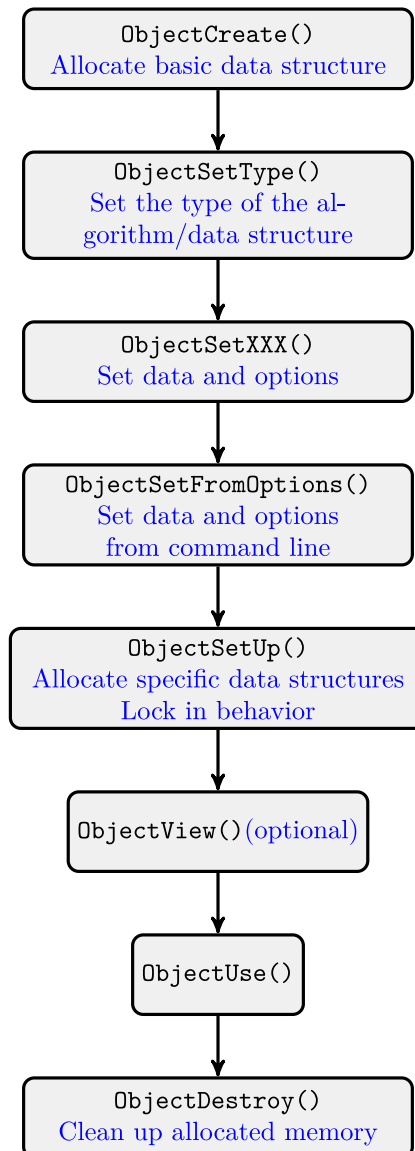 ObjectCreate()
Allocate basic data structure
ObjectSetType()
Set the type of the al-
gorithm/data structure
ObjectSetXXX()
Set data and options
ObjectSetFromOptions()
Set data and options
from command line
ObjectSetUp()
Allocate specific data structures
Lock in behavior
ObjectView()(optional)
ObjectUse()
ObjectDestroy()
Clean up allocated memory